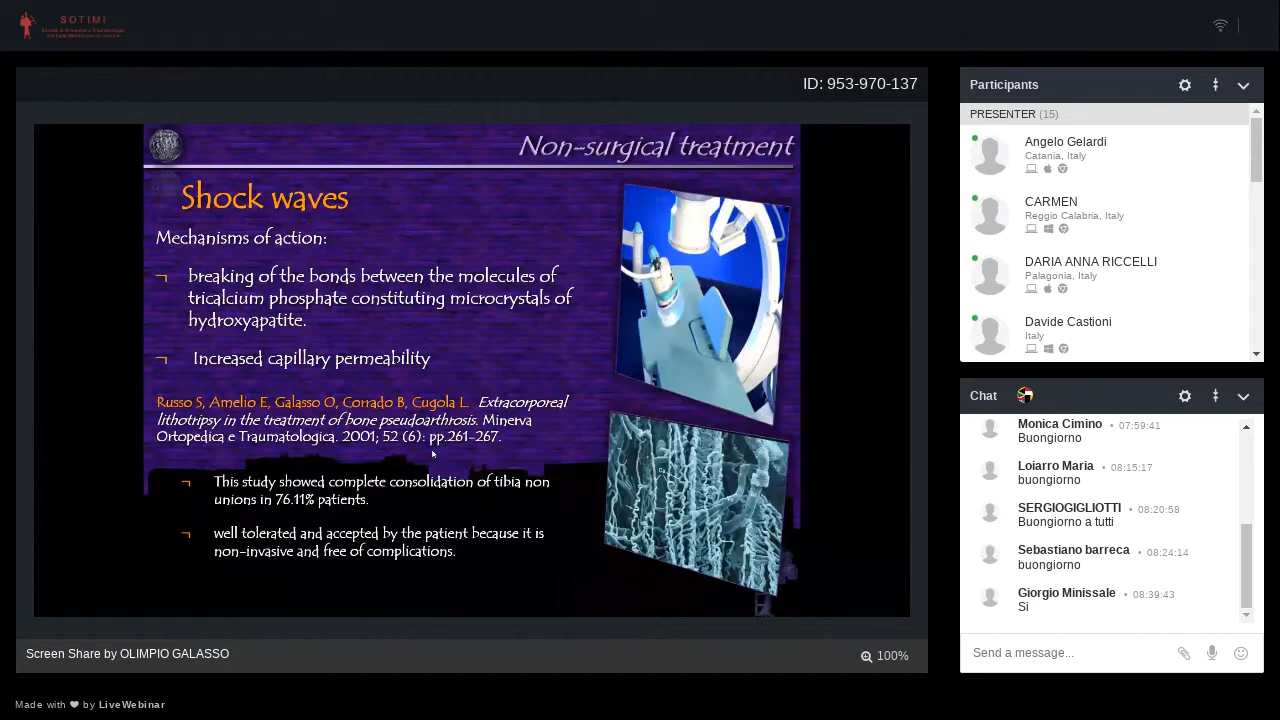 SOTIMI
ID: 953-970-137
Non-surgical treatment
Shock waves
Mechanisms of action:
¬ breaking of the bonds between the molecules of
tricalcium phosphate constituting microcrystals of
hydroxyapatite.
¬ Increased capillary permeability
Russo S, Amelio E, Galasso O, Corrado B, Cugola L. Extracorporeal
lithotripsy in the treatment of bone pseudoarthrosis. Minerva
Ortopedica e Traumatologica. 2001; 52 (6): pp.261-267.
¬ This study showed complete consolidation of tibia non
unions in 76.11% patients.
¬ well tolerated and accepted by the patient because it is
non-invasive and free of complications.
Screen Share by OLIMPIO GALASSO
100%
Participants
PRESENTER (15)
Angelo Gelardi
Catania, Italy
CARMEN
Reggio Calabria, Italy
DARIA ANNA RICCELLI
Palagonia, Italy
Davide Castioni
Italy
Chat
Monica Cimino • 07:59:41
Buongiorno
Loiarro Maria • 08:15:17
buongiorno
SERGIOGIGLIOTTI • 08:20:58
Buongiorno a tutti
Sebastiano barreca • 08:24:14
buongiorno
Giorgio Minissale • 08:39:43
Si
Send a message...
Made with ❤ by LiveWebinar